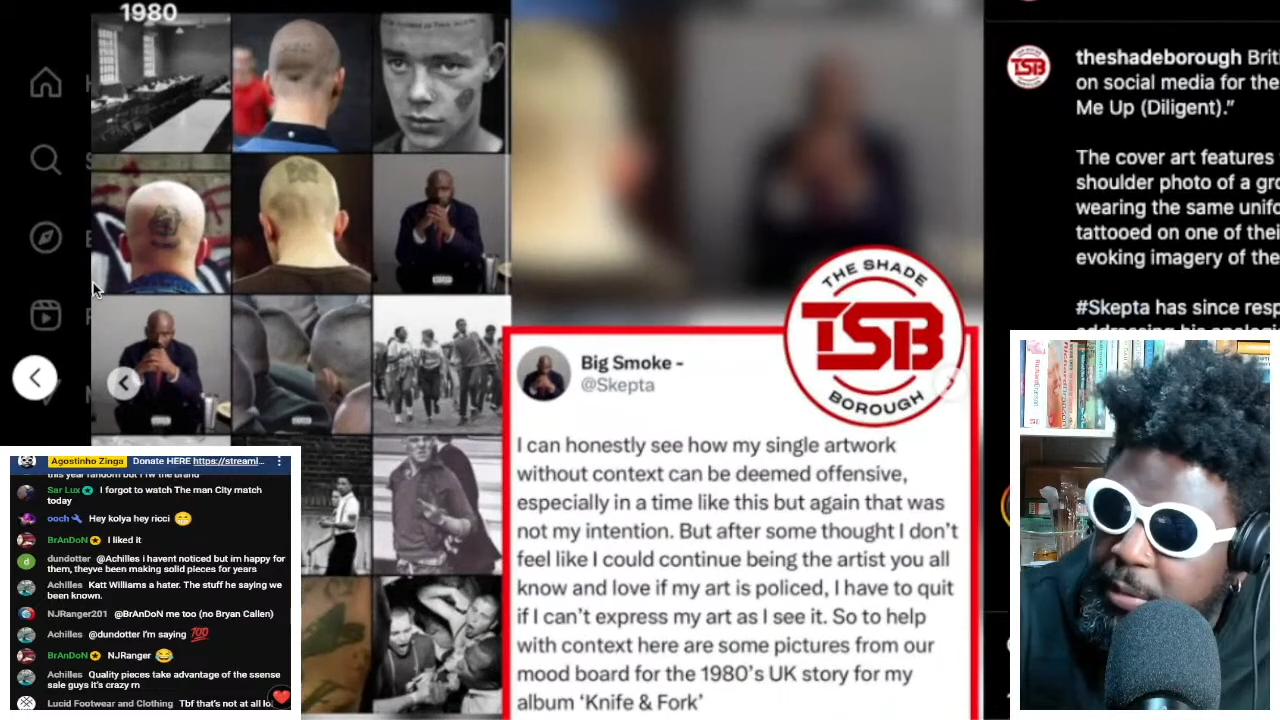 1980
theshadeborough Briti
on social media for the
Me Up (Diligent).”
The cover art features
shoulder photo of a gro
wearing the same unifo
tattooed on one of thei
evoking imagery of the
#Skepta has since resp
THE SHADE
TSB
BOROUGH
Big Smoke -
@Skepta
I can honestly see how my single artwork
without context can be deemed offensive,
especially in a time like this but again that was
not my intention. But after some thought I don’t
feel like I could continue being the artist you all
know and love if my art is policed, I have to quit
if I can’t express my art as I see it. So to help
with context here are some pictures from our
mood board for the 1980’s UK story for my
album ‘Knife & Fork’
Agostinho Zinga Donate HERE https://streaml...
this year fandom but I fw the brand
Sar Lux I forgot to watch The man City match
today
ooch Hey kolya hey ricci
BrAnDoN I liked it
dundotter @Achilles i havent noticed but im happy for
them, theyve been making solid pieces for years
Achilles Katt Williams a hater. The stuff he saying we
been known.
NJRanger201 @BrAnDoN me too (no Bryan Callen)
Achilles @dundotter I’m saying 100
BrAnDoN NJRanger
Achilles Quality pieces take advantage of the ssense
sale guys it’s crazy rn
Lucid Footwear and Clothing Tbf that’s not at all lo